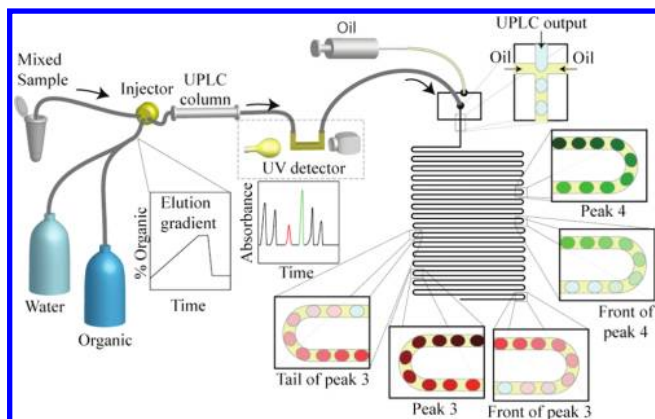 Mixed
Sample
Injector
UPLC
column
Oil
UPLC output
Oil
Oil
UV detector
Elution
gradient
% Organic
Time
Absorbance
Time
Water
Organic
Peak 4
Front of
peak 4
Tail of peak 3
Peak 3
Front of peak 3